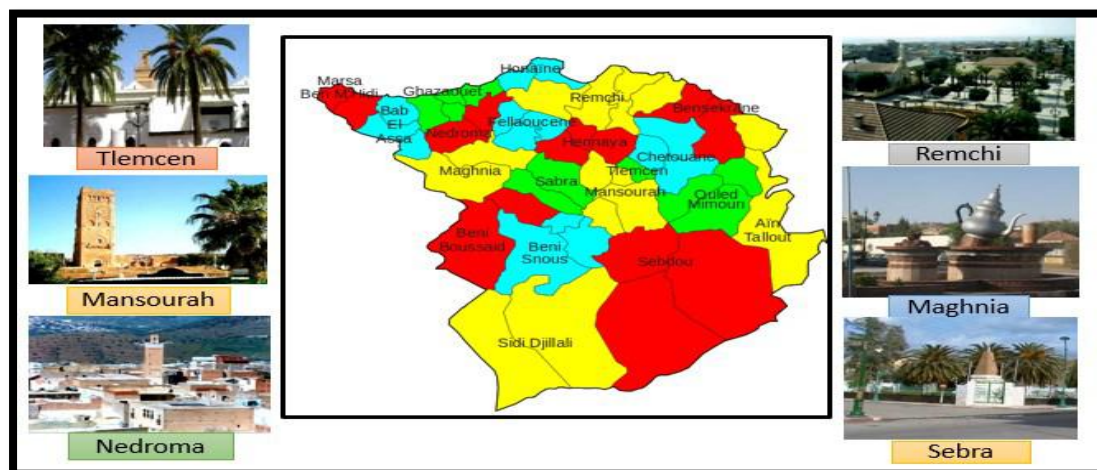 Tlemcen
Mansourah
Nedroma
Honaïne
Marsa
Ben M'Hidi
Ghazaouet
Remchi
Bensekrane
Bab
El
Assa
Nedroma
Fellaoucene
Hennaya
Chetouane
Maghnia
Sabra
Tlemcen
Mansourah
Ouled
Mimoun
Aïn
Tallout
Beni
Boussaid
Beni
Snous
Sebdou
Sidi Djillali
Remchi
Maghnia
Sebra